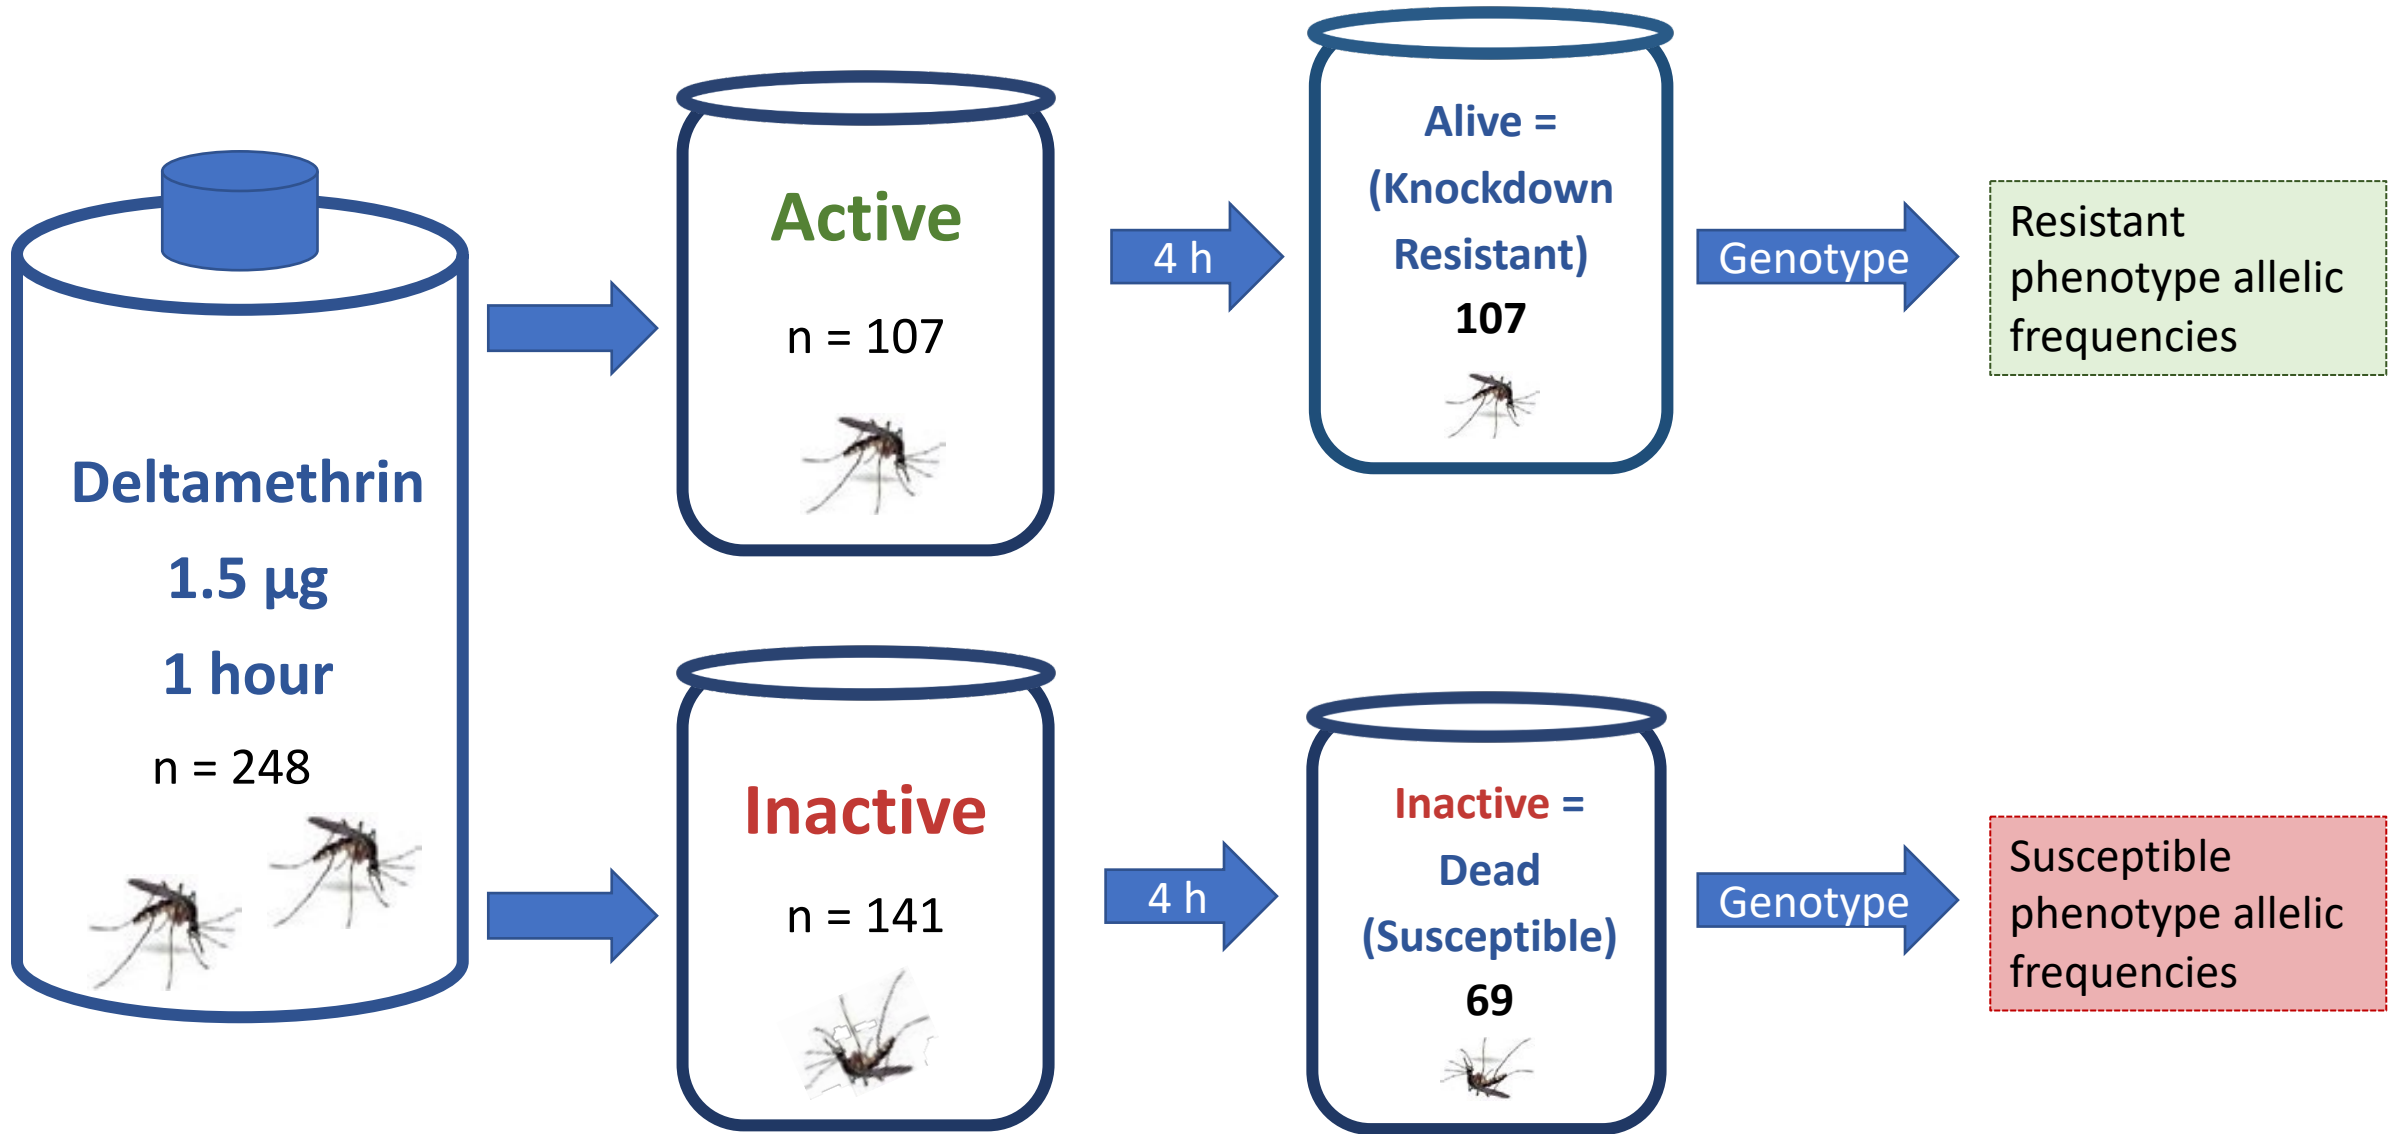 Deltamethrin
1.5 µg
1 hour
n = 248
Active
n = 107
4 h
Alive =
(Knockdown
Resistant)
107
Genotype
Resistant
phenotype allelic
frequencies
Inactive
n = 141
4 h
Inactive =
Dead
(Susceptible)
69
Genotype
Susceptible
phenotype allelic
frequencies